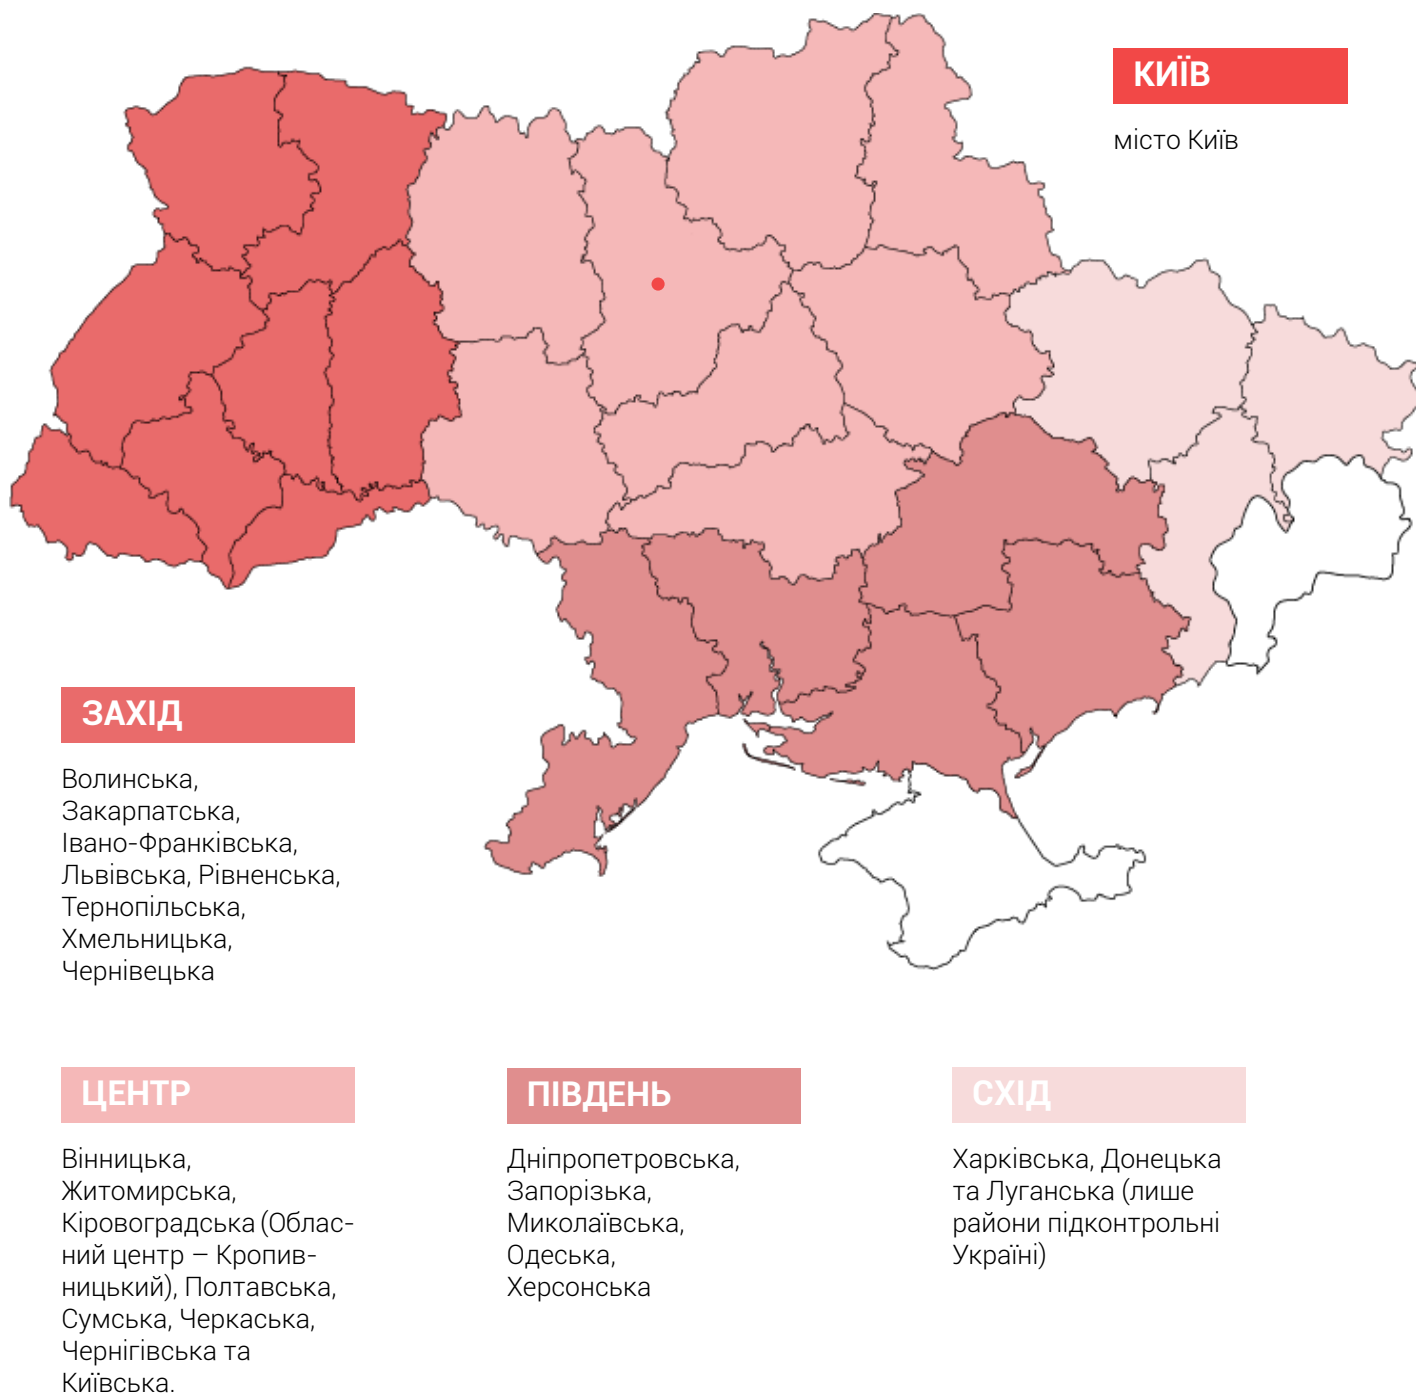 КИЇВ
місто Київ
ЗАХІД
Волинська,
Закарпатська,
Івано-Франківська,
Львівська, Рівненська,
Тернопільська,
Хмельницька,
Чернівецька
ЦЕНТР
Вінницька,
Житомирська,
Кіровоградська (Облас-
ний центр – Кропив-
ницький), Полтавська,
Сумська, Черкаська,
Чернігівська та
Київська.
ПІВДЕНЬ
Дніпропетровська,
Запорізька,
Миколаївська,
Одеська,
Херсонська
СХІД
Харківська, Донецька
та Луганська (лише
райони підконтрольні
Україні)